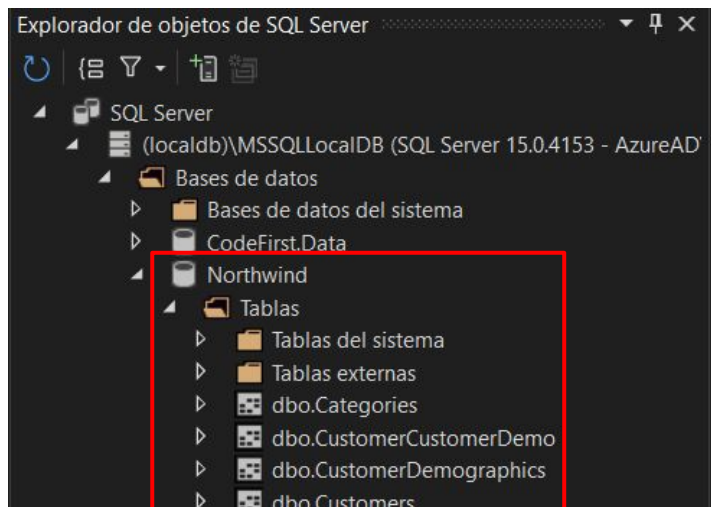 Explorador de objetos de SQL Server
SQL Server
(localdb)\MSSQLLocalDB (SQL Server 15.0.4153 - AzureAD
Bases de datos
Bases de datos del sistema
CodeFirst.Data
Northwind
Tablas
Tablas del sistema
Tablas externas
dbo.Categories
dbo.CustomerCustomerDemo
dbo.CustomerDemographics
dbo.Customers